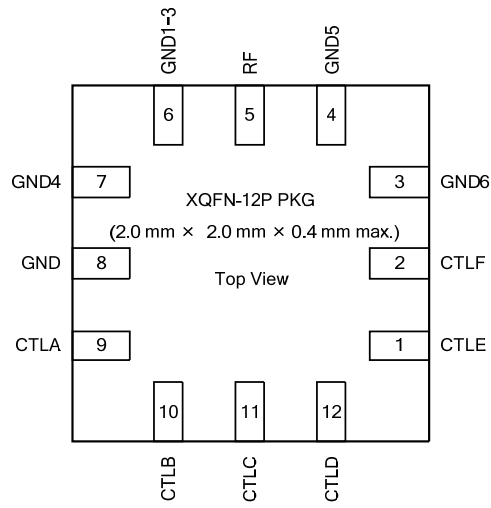 GND1-3
RF
GND5
6
5
4
GND4
7
3
GND6
XQFN-12P PKG
(2.0 mm × 2.0 mm × 0.4 mm max.)
GND
8
2
CTLF
Top View
CTLA
9
1
CTLE
10
11
12
CTLB
CTLC
CTLD